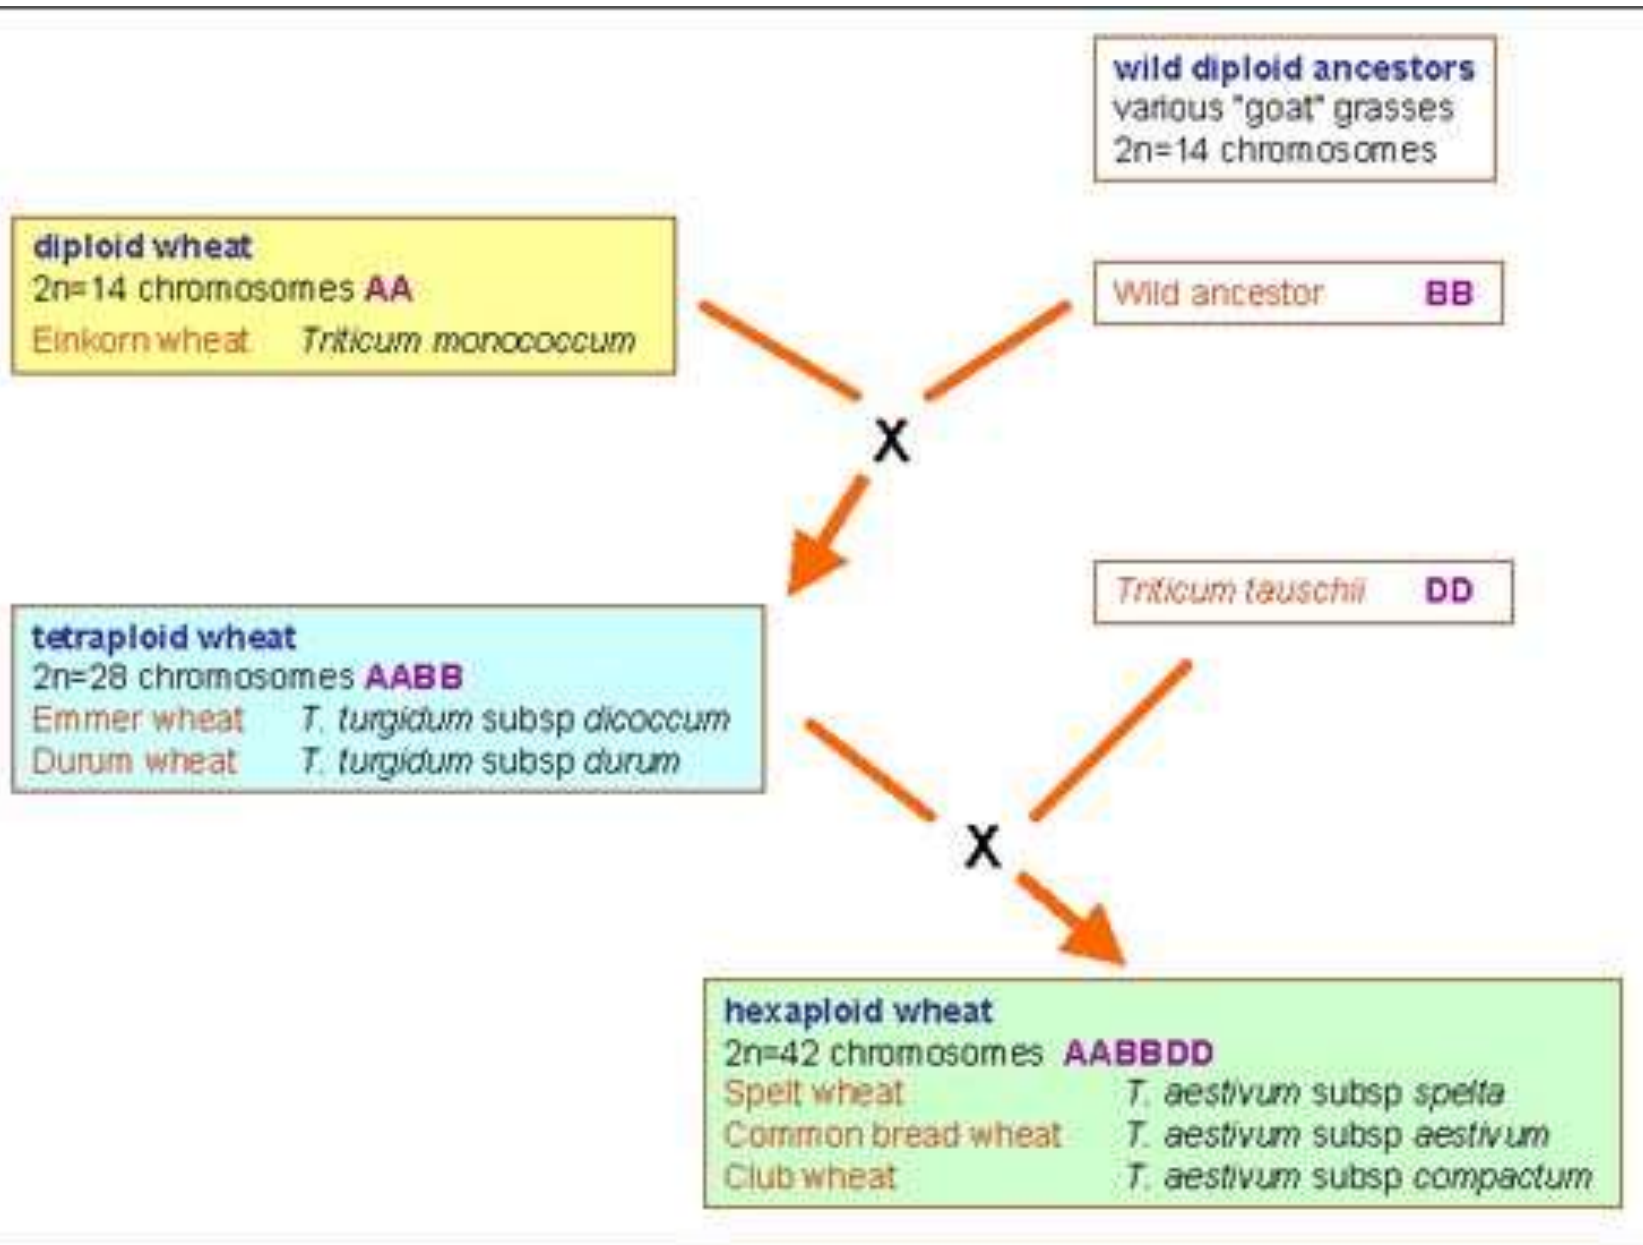 wild diploid ancestors
various "goat" grasses
2n=14 chromosomes
diploid wheat
2n=14 chromosomes AA
Einkorn wheat Triticum monococcum
Wild ancestor BB
X
Triticum tauschii DD
tetraploid wheat
2n=28 chromosomes AABB
Emmer wheat T. turgidum subsp dicoccum
Durum wheat T. turgidum subsp durum
X
hexaploid wheat
2n=42 chromosomes AABBDD
Spelt wheat T. aestivum subsp spelta
Common bread wheat T. aestivum subsp aestivum
Club wheat T. aestivum subsp compactum